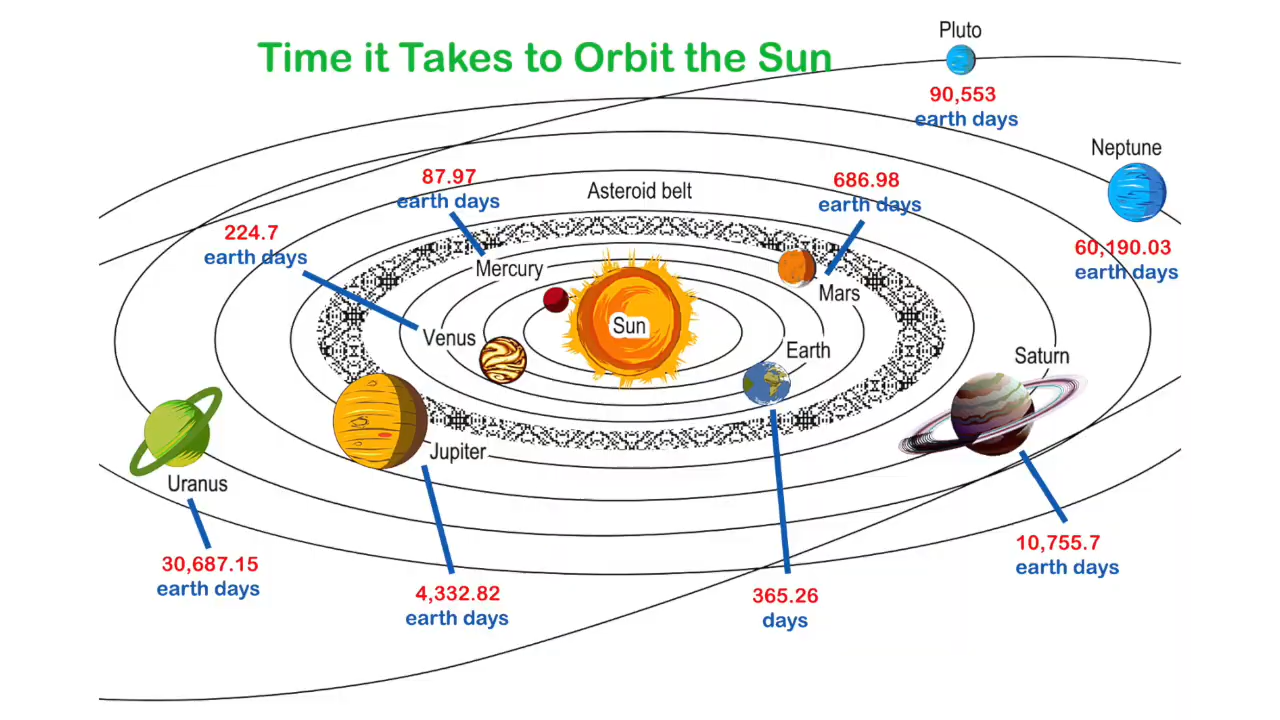 Time it Takes to Orbit the Sun
Pluto
90,553
earth days
Neptune
60,190.03
earth days
87.97
earth days
Asteroid belt
686.98
earth days
224.7
earth days
Mercury
Mars
Venus
Sun
Earth
Saturn
Jupiter
Uranus
30,687.15
earth days
4,332.82
earth days
365.26
days
10,755.7
earth days